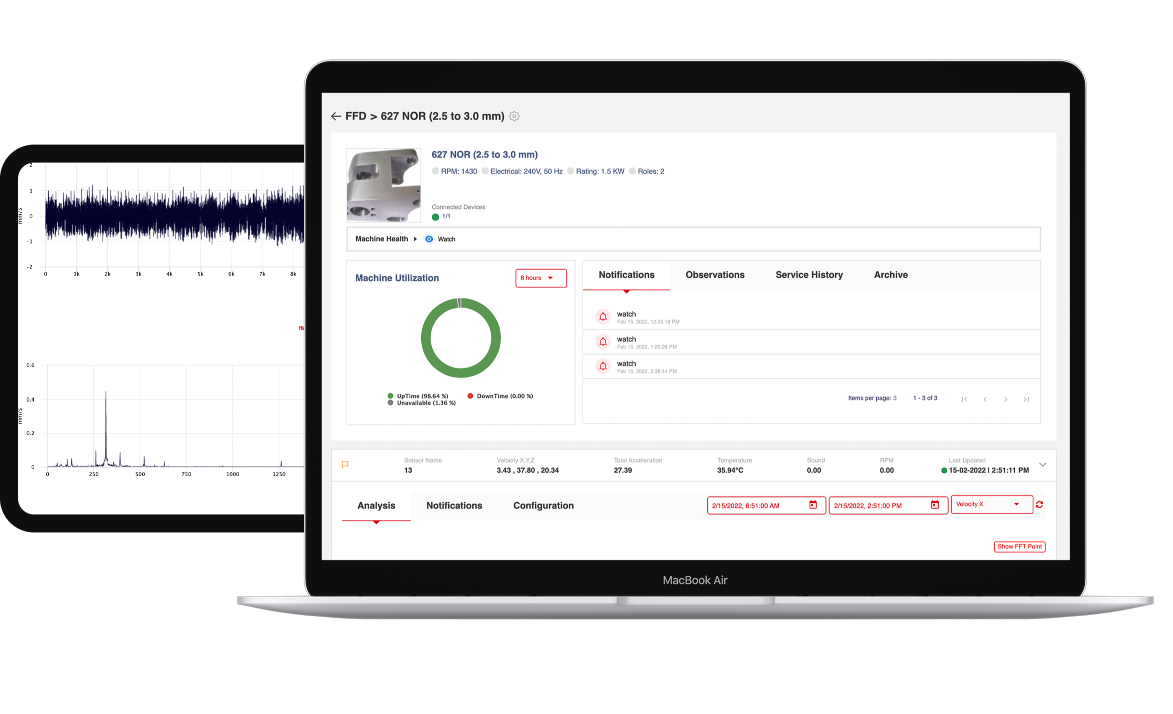 ← FFD > 627 NOR (2.5 to 3.0 mm)
627 NOR (2.5 to 3.0 mm)
RPM: 1430 Electrical: 240V, 50 Hz Rating: 1.5 KW Roles: 2
Connected Devices
1/1
Machine Health Watch
Machine Utilization
8 hours
UpTime (98.64 %) DownTime (0.00 %)
Unavailable (1.36 %)
Notifications Observations Service History Archive
watch
Feb 15, 2022, 12:25:18 PM
watch
Feb 15, 2022, 1:25:28 PM
watch
Feb 15, 2022, 2:38:14 PM
Items per page: 3 1 - 3 of 3
Sensor Name Velocity X.Y.Z Total Acceleration Temperature Sound RPM Last Updated
13 3.43 , 37.80 , 20.34 27.39 35.94°C 0.00 0.00 15-02-2022 | 2:51:11 PM
Analysis Notifications Configuration
2/15/2022, 6:51:00 AM 2/15/2022, 2:51:00 PM Velocity X
Show FFT Point
MacBook Air
2
1
0
-1
-2
mm/s
0 1k 2k 3k 4k 5k 6k 7k 8k
0.6
0.4
0.2
0
mm/s
0 250 500 750 1000 1250